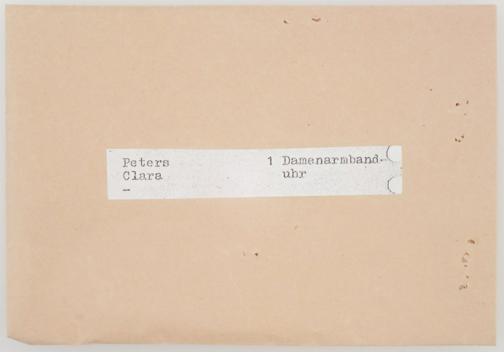 Peters 1 Damenarmband-
Clara uhr
-